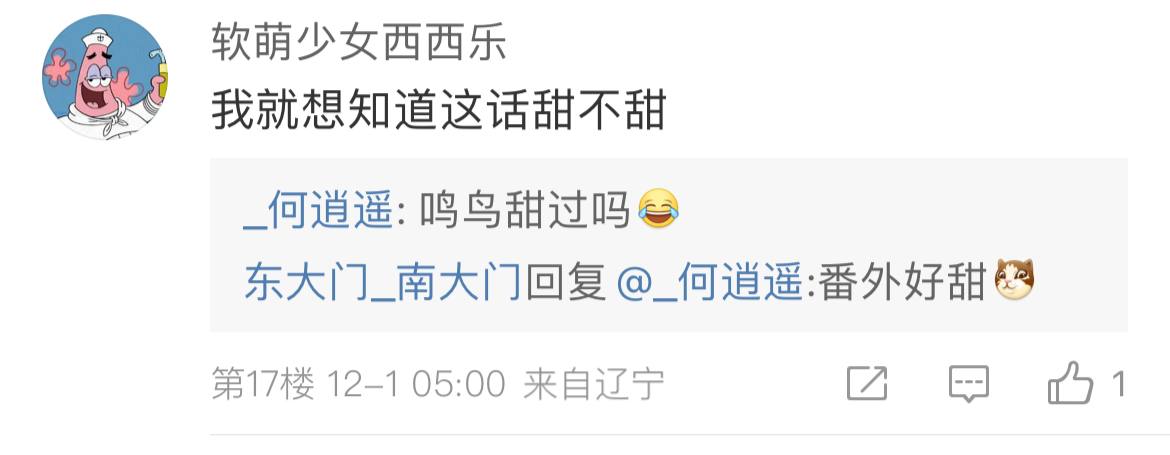 软萌少女西西乐
我就想知道这话甜不甜
_何逍遥: 鸣鸟甜过吗😂
东大门_南大门回复 @_何逍遥:番外好甜
第17楼 12-1 05:00 来自辽宁
1